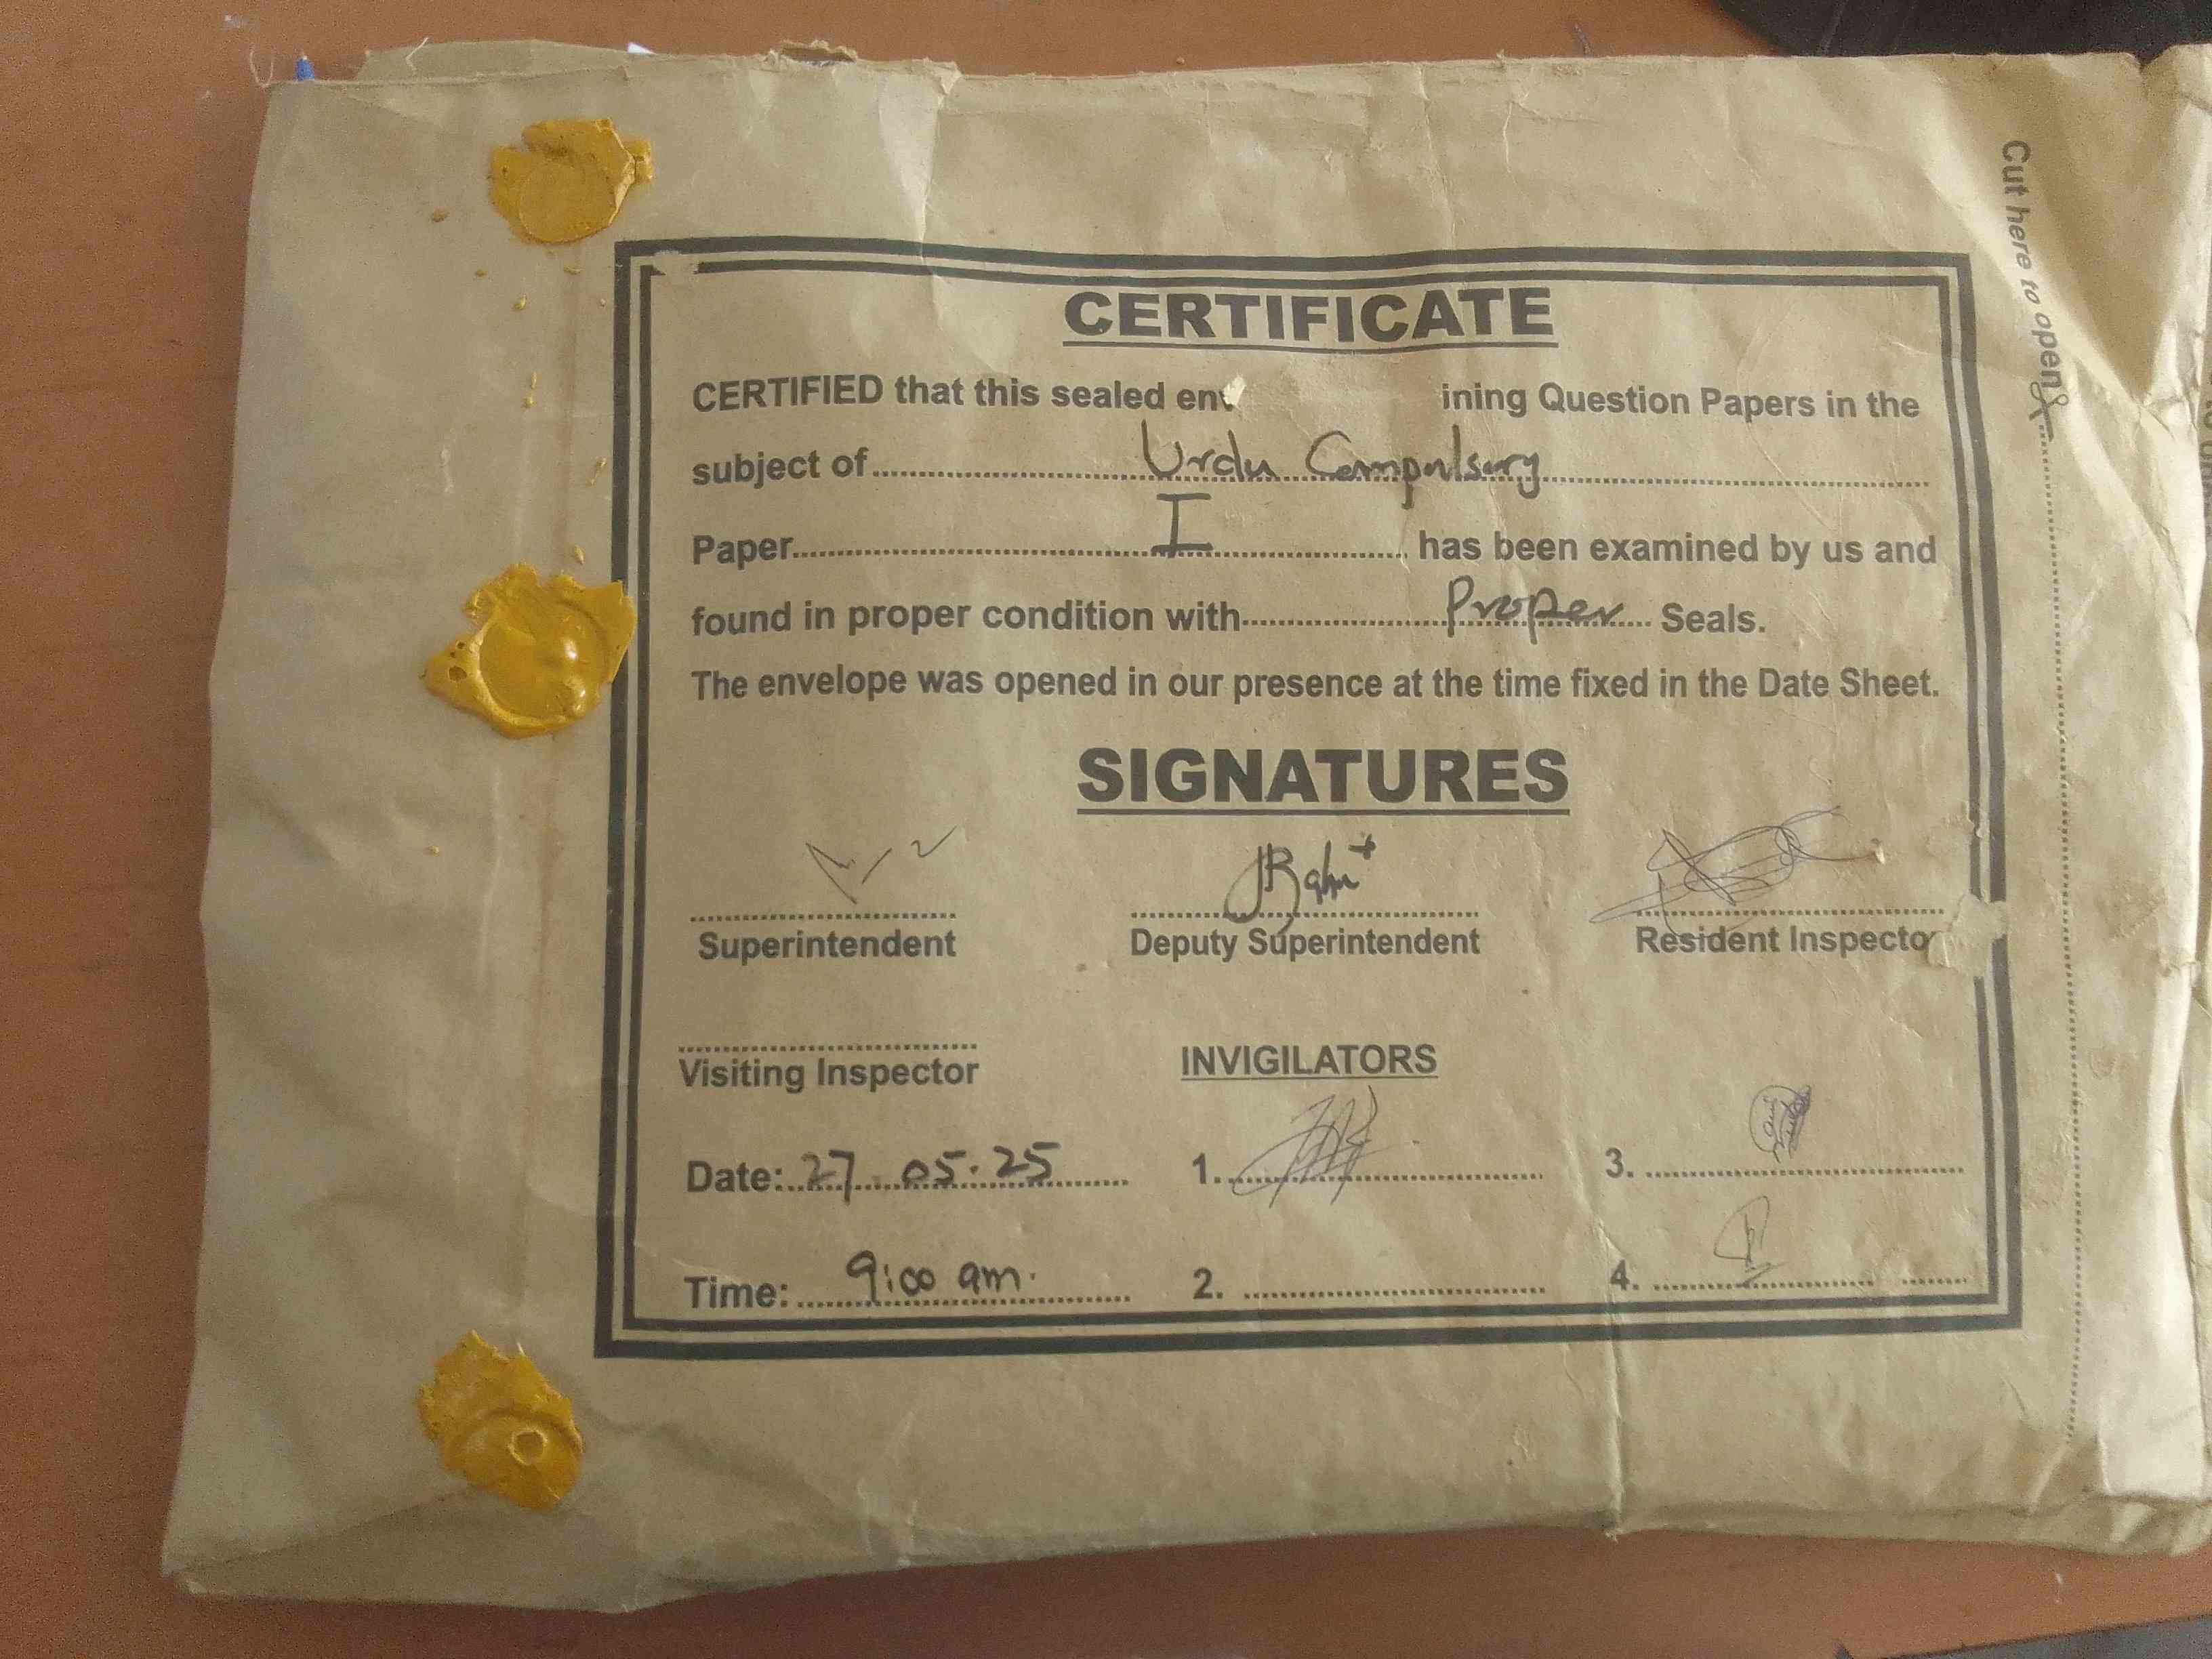 CERTIFICATE
CERTIFIED that this sealed env ining Question Papers in the
subject of Urdu Compulsory
Paper I has been examined by us and
found in proper condition with Proper Seals.
The envelope was opened in our presence at the time fixed in the Date Sheet.
SIGNATURES
Superintendent Deputy Superintendent Resident Inspector
Visiting Inspector INVIGILATORS
Date: 27 05.25 1. 3.
Time: 9:00 am. 2. 4.
Cut here to open